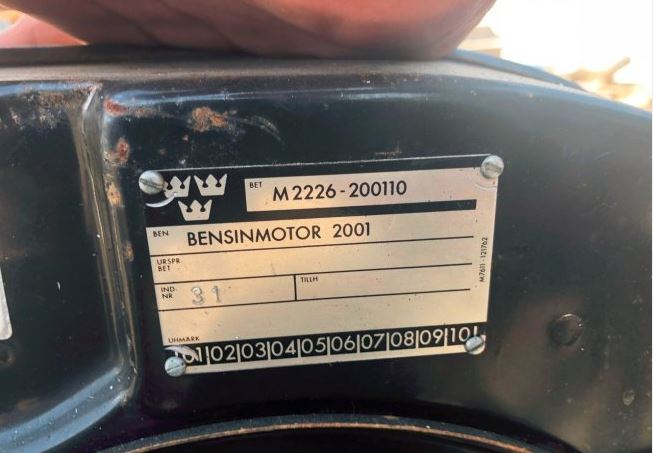 BET M2226-200110
BEN BENSINMOTOR 2001
URSPR.
BET
IND.
NR 31
TILLH
M7611-121762
UHMARK
01|02|03|04|05|06|07|08|09|10